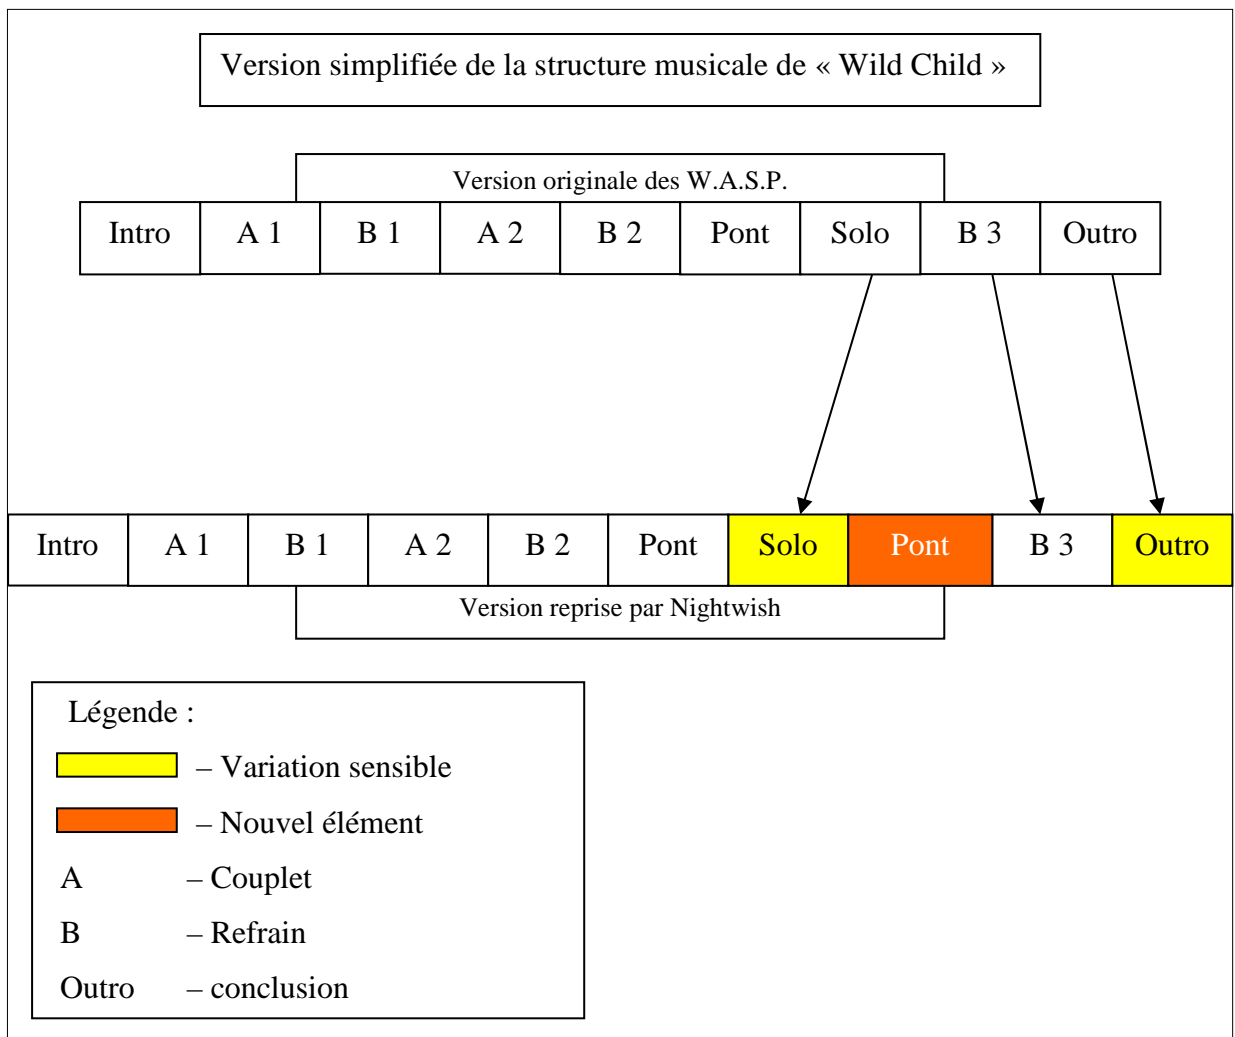 Version simplifiée de la structure musicale de « Wild Child »
Version originale des W.A.S.P.
Intro A 1 B 1 A 2 B 2 Pont Solo B 3 Outro
Intro A 1 B 1 A 2 B 2 Pont Solo Pont B 3 Outro
Version reprise par Nightwish
Légende :
– Variation sensible
– Nouvel élément
A – Couplet
B – Refrain
Outro – conclusion